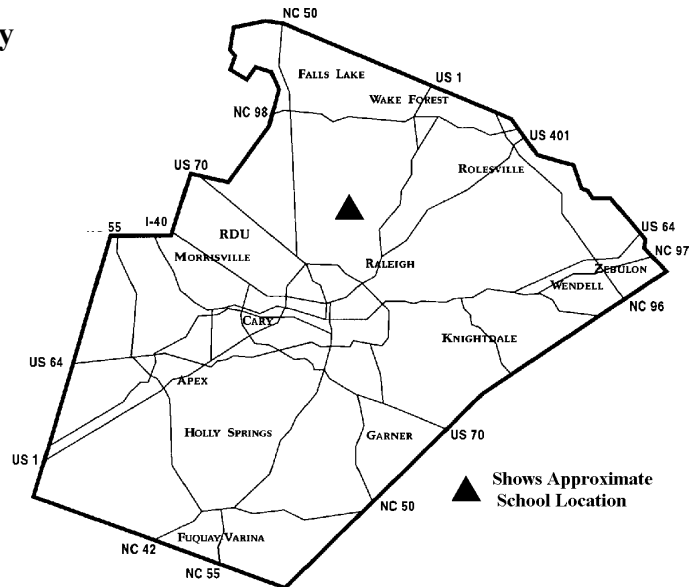 y
NC 50
FALLS LAKE
US 1
WAKE FOREST
NC 98
US 401
US 70
ROLESVILLE
55
I-40
RDU
MORRISVILLE
RALEIGH
US 64
NC 97
ZEBULON
WENDELL
NC 96
CARY
KNIGHTDALE
US 64
APEX
HOLLY SPRINGS
GARNER
US 70
US 1
Shows Approximate
School Location
NC 50
FUQUAY VARINA
NC 42
NC 55